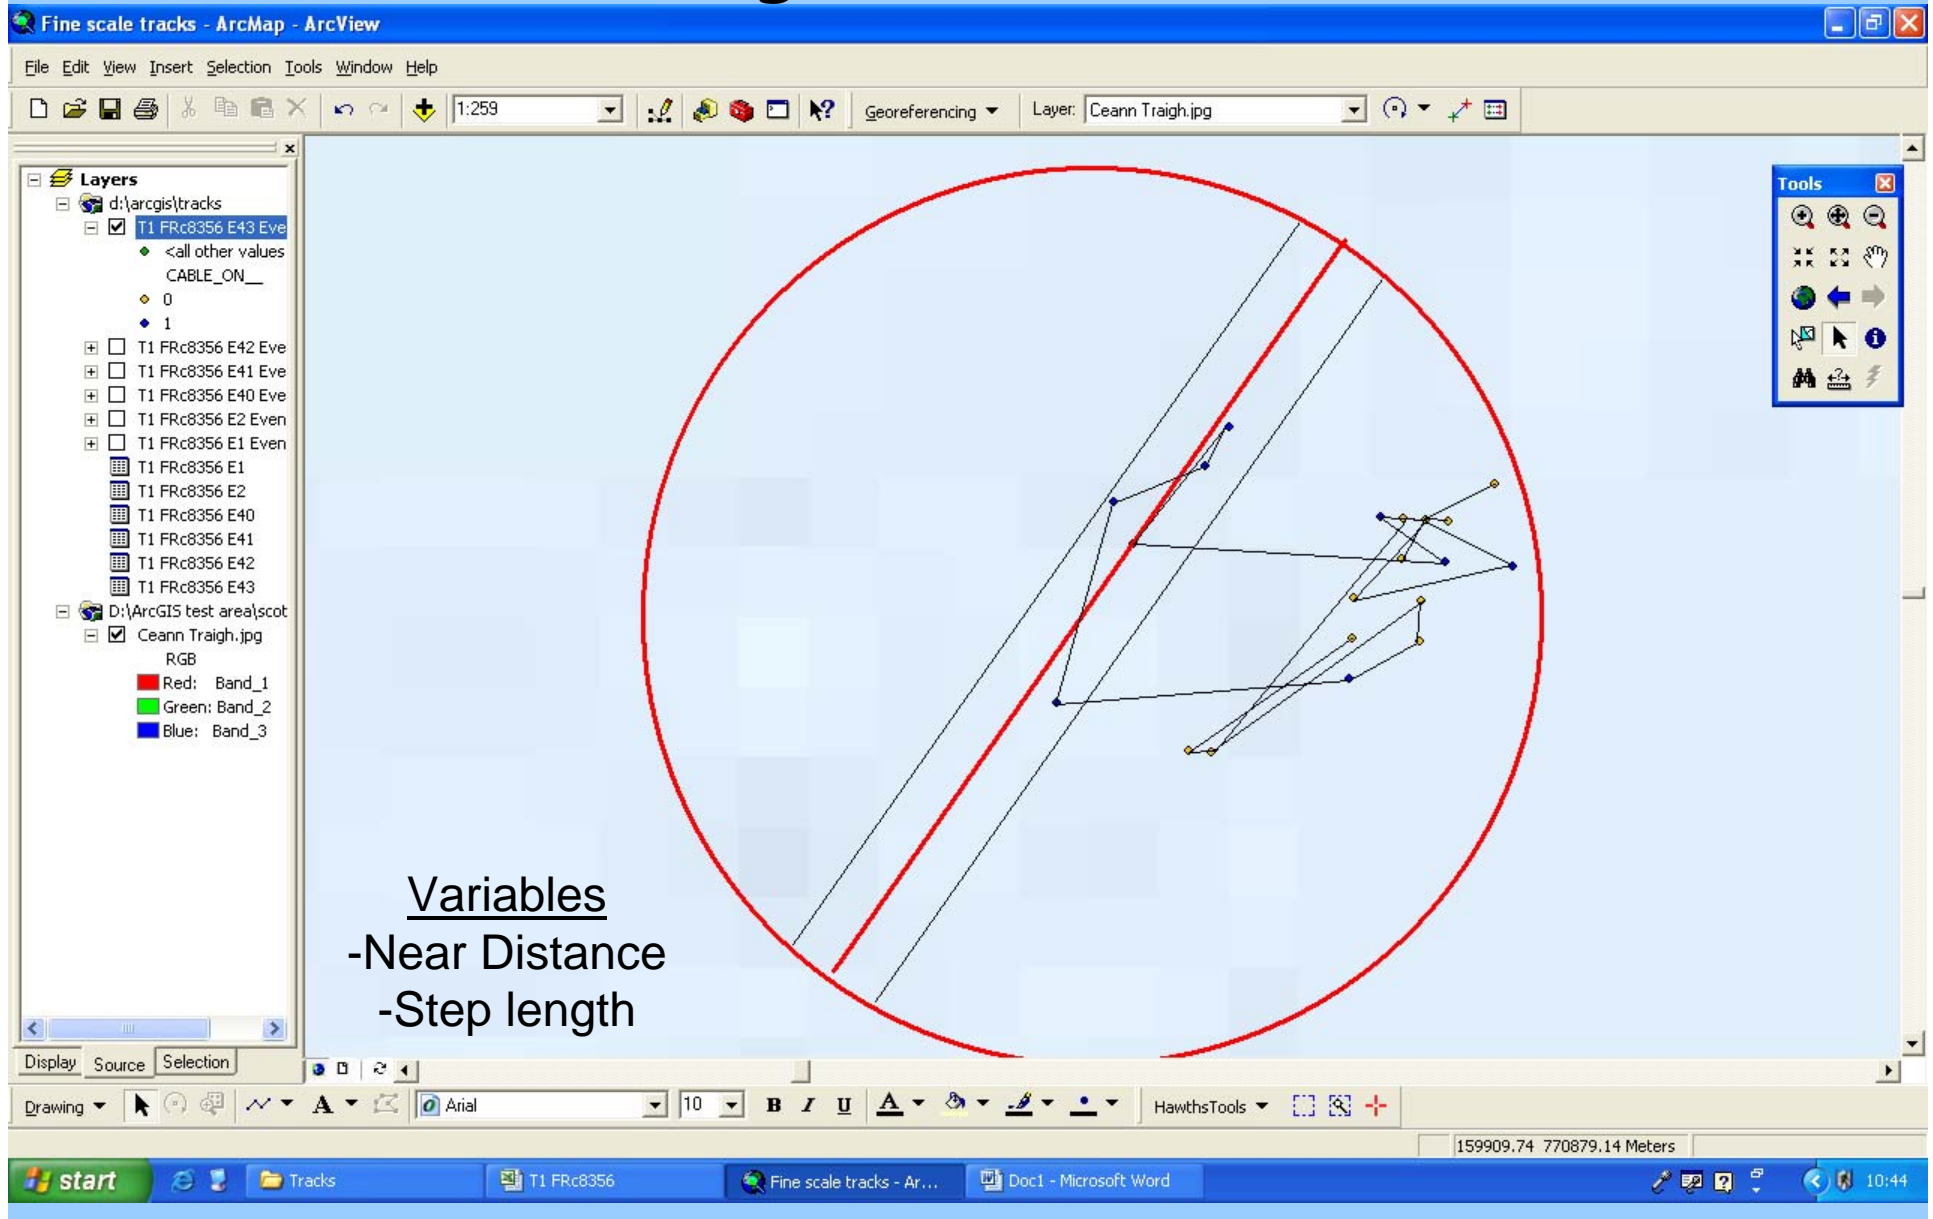 Fine scale tracks - ArcMap - ArcView
File Edit View Insert Selection Tools Window Help
1:259 Georeferencing Layer: Ceann Traigh.jpg
Layers
d:\arcgis\tracks
T1 FRc8356 E43 Eve
<all other values
CABLE_ON__
0
1
T1 FRc8356 E42 Eve
T1 FRc8356 E41 Eve
T1 FRc8356 E40 Eve
T1 FRc8356 E2 Even
T1 FRc8356 E1 Even
T1 FRc8356 E1
T1 FRc8356 E2
T1 FRc8356 E40
T1 FRc8356 E41
T1 FRc8356 E42
T1 FRc8356 E43
D:\ArcGIS test area\scot
Ceann Traigh.jpg
RGB
Red: Band_1
Green: Band_2
Blue: Band_3
Tools
Variables
-Near Distance
-Step length
Display Source Selection
Drawing A Arial 10 B I U A HawthsTools
159909.74 770879.14 Meters
start Tracks T1 FRc8356 Fine scale tracks - Ar... Doc1 - Microsoft Word 10:44